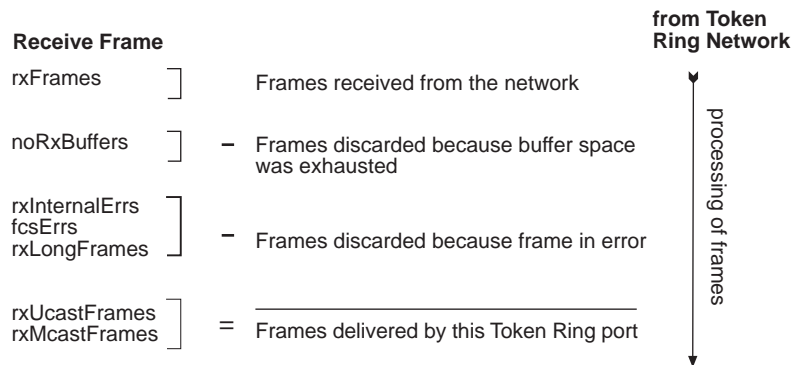 from Token
Ring Network
Receive Frame
rxFrames
Frames received from the network
noRxBuffers
– Frames discarded because buffer space
was exhausted
rxInternalErrs
fcsErrs
rxLongFrames
– Frames discarded because frame in error
rxUcastFrames
rxMcastFrames
= Frames delivered by this Token Ring port
processing of frames